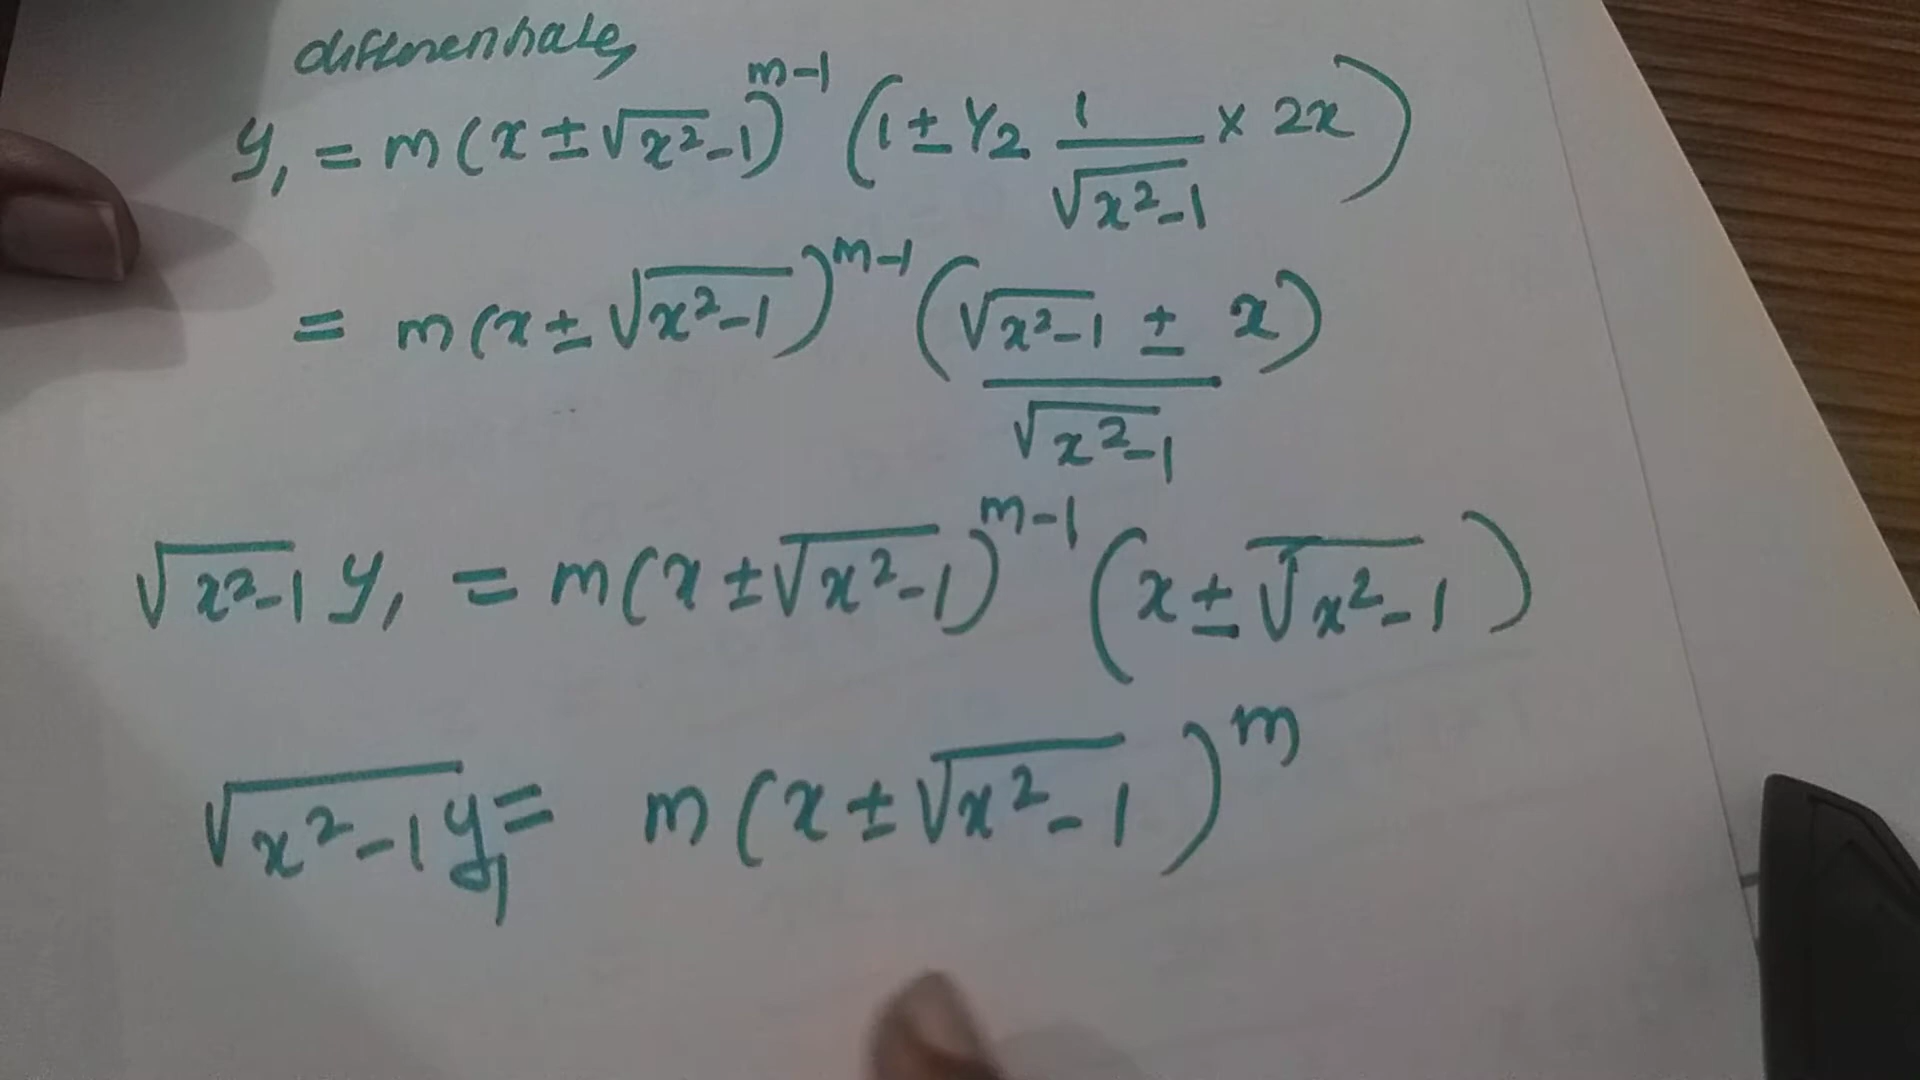 differentiate,
y₁ = m(x ± √x²-1)^m-1 (1 ± 1/2 1/√x²-1 × 2x)
= m(x ± √x²-1)^m-1 (√x²-1 ± x)/√x²-1
√x²-1 y₁ = m(x ± √x²-1)^m-1 (x ± √x²-1)
√x²-1 y₁ = m(x ± √x²-1)^m